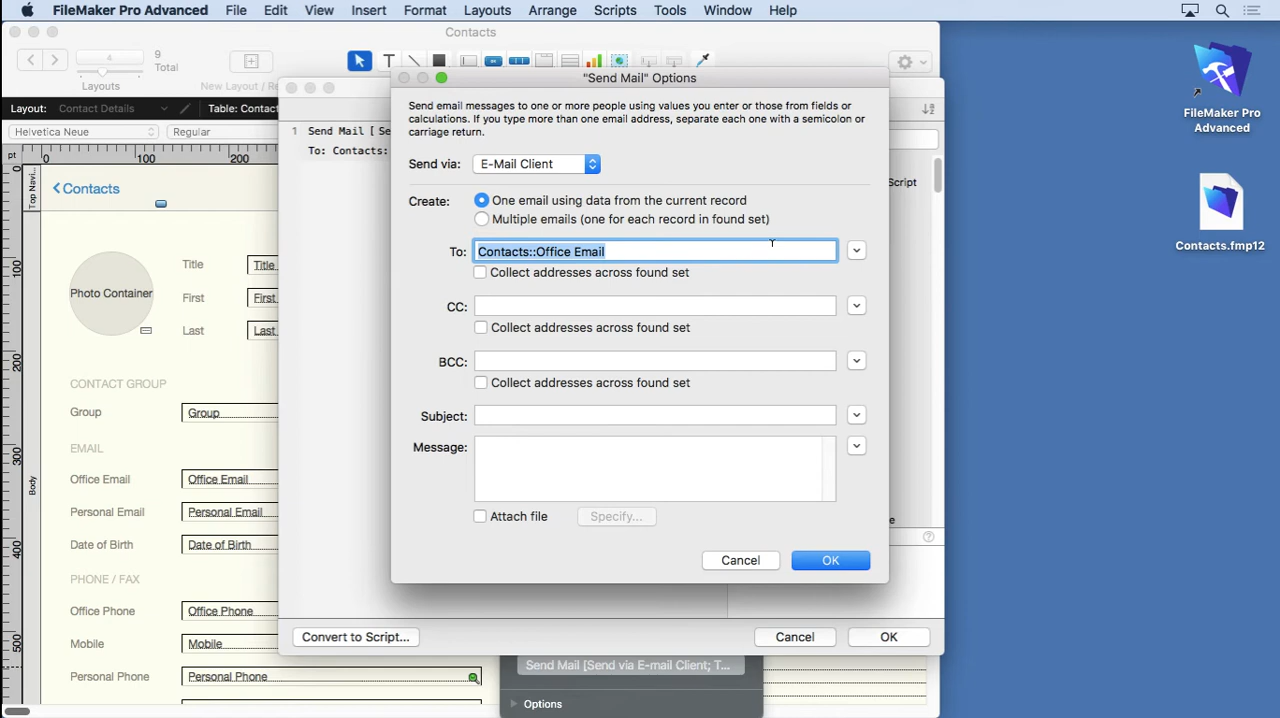 FileMaker Pro Advanced File Edit View Insert Format Layouts Arrange Scripts Tools Window Help
Contacts
9
Total
Layouts
New Layout / Re
Layout: Contact Details Table: Contact
Helvetica Neue Regular
pt 0 100 200
0 100 200 300 400 500
Top Navi...
Body
Contacts
Photo Container
Title Title
First First
Last Last
CONTACT GROUP
Group Group
EMAIL
Office Email Office Email
Personal Email Personal Email
Date of Birth Date of Birth
PHONE / FAX
Office Phone Office Phone
Mobile Mobile
Personal Phone Personal Phone
1 Send Mail [ Se
To: Contacts:
Script
e
Convert to Script...
Cancel OK
Send Mail [Send via E-mail Client; T...
Options
"Send Mail" Options
Send email messages to one or more people using values you enter or those from fields or
calculations. If you type more than one email address, separate each one with a semicolon or
carriage return.
Send via: E-Mail Client
Create: One email using data from the current record
Multiple emails (one for each record in found set)
To: Contacts::Office Email
Collect addresses across found set
CC:
Collect addresses across found set
BCC:
Collect addresses across found set
Subject:
Message:
Attach file Specify...
Cancel OK
FileMaker Pro
Advanced
Contacts.fmp12